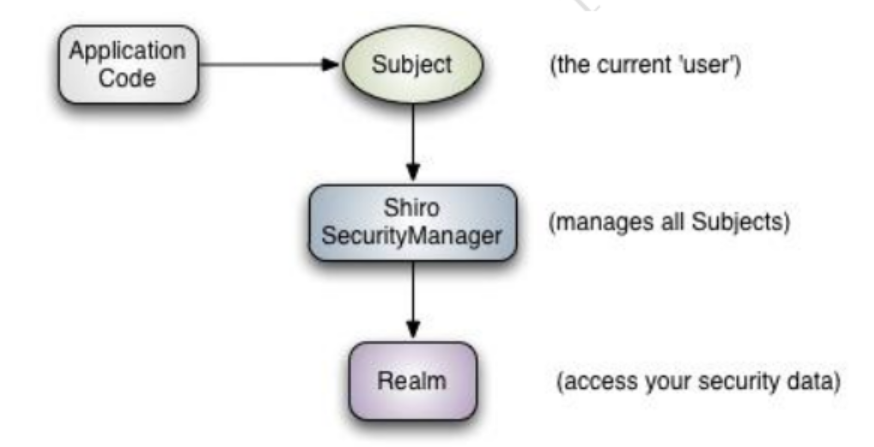 Application
Code
Subject
(the current 'user')
Shiro
SecurityManager
(manages all Subjects)
Realm
(access your security data)